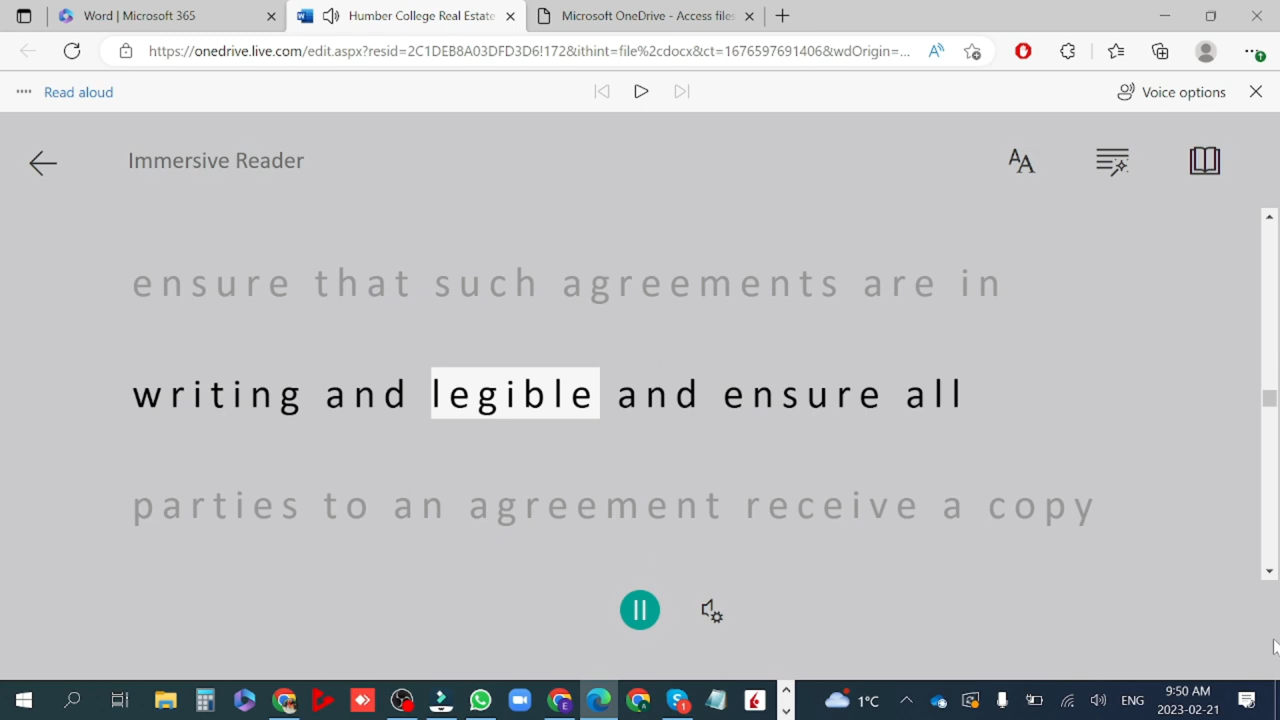 Word | Microsoft 365
Humber College Real Estate
Microsoft OneDrive - Access files
https://onedrive.live.com/edit.aspx?resid=2C1DEB8A03DFD3D6!172&ithint=file%2cdocx&ct=1676597691406&wdOrigin=...
Read aloud
Voice options
Immersive Reader
ensure that such agreements are in
writing and legible and ensure all
parties to an agreement receive a copy
1°C
ENG
9:50 AM
2023-02-21